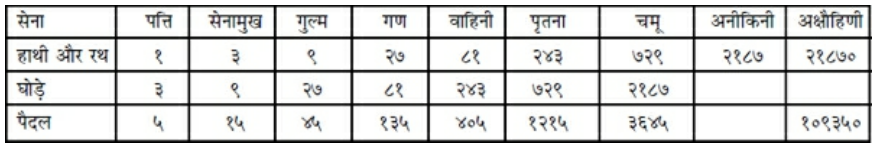 सेना पत्ति सेनामुख गुल्म गण वाहिनी पृतना चमू अनीकिनी अक्षौहिणी
हाथी और रथ १ ३ ९ २७ ८१ २४३ ७२९ २१८७ २१८७०
घोड़े ३ ९ २७ ८१ २४३ ७२९ २१८७
पैदल ५ १५ ४५ १३५ ४०५ १२१५ ३६४५ १०९३५०